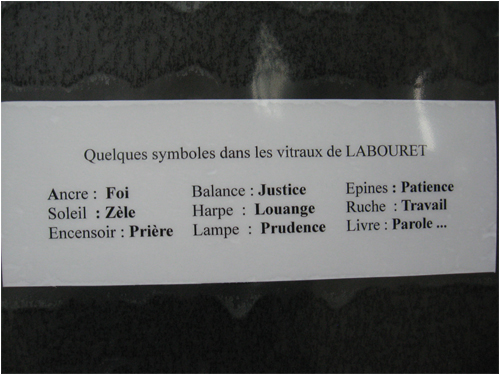 Quelques symboles dans les vitraux de LABOURET
Ancre : Foi Balance : Justice Epines : Patience
Soleil : Zèle Harpe : Louange Ruche : Travail
Encensoir : Prière Lampe : Prudence Livre : Parole ...